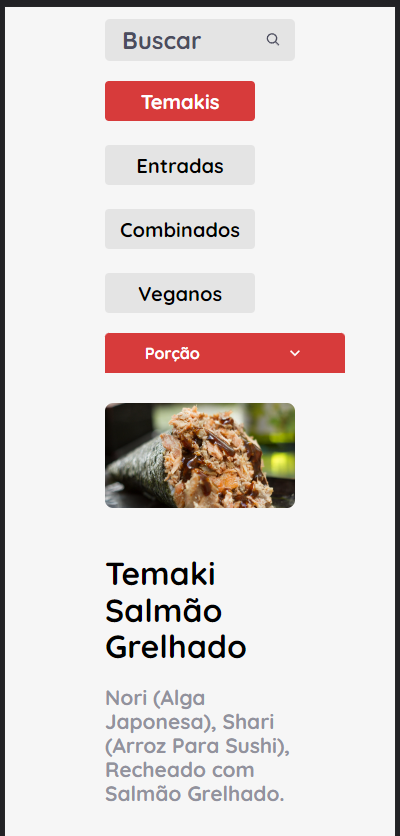 Buscar
Temakis
Entradas
Combinados
Veganos
Porção
Temaki
Salmão
Grelhado
Nori (Alga
Japonesa), Shari
(Arroz Para Sushi),
Recheado com
Salmão Grelhado.